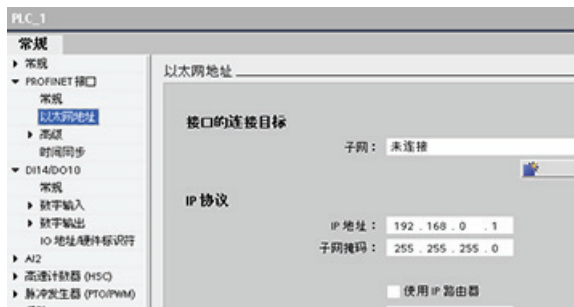 PLC_1
常规
常规
PROFINET 接口
常规
以太网地址
高级
时间同步
DI14/DO10
常规
数字输入
数字输出
IO 地址/硬件标识符
AI2
高速计数器 (HSC)
脉冲发生器 (PTO/PWM)
以太网地址
接口的连接目标
子网： 未连接
IP 协议
IP 地址： 192 . 168 . 0 . 1
子网掩码： 255 . 255 . 255 . 0
使用 IP 路由器